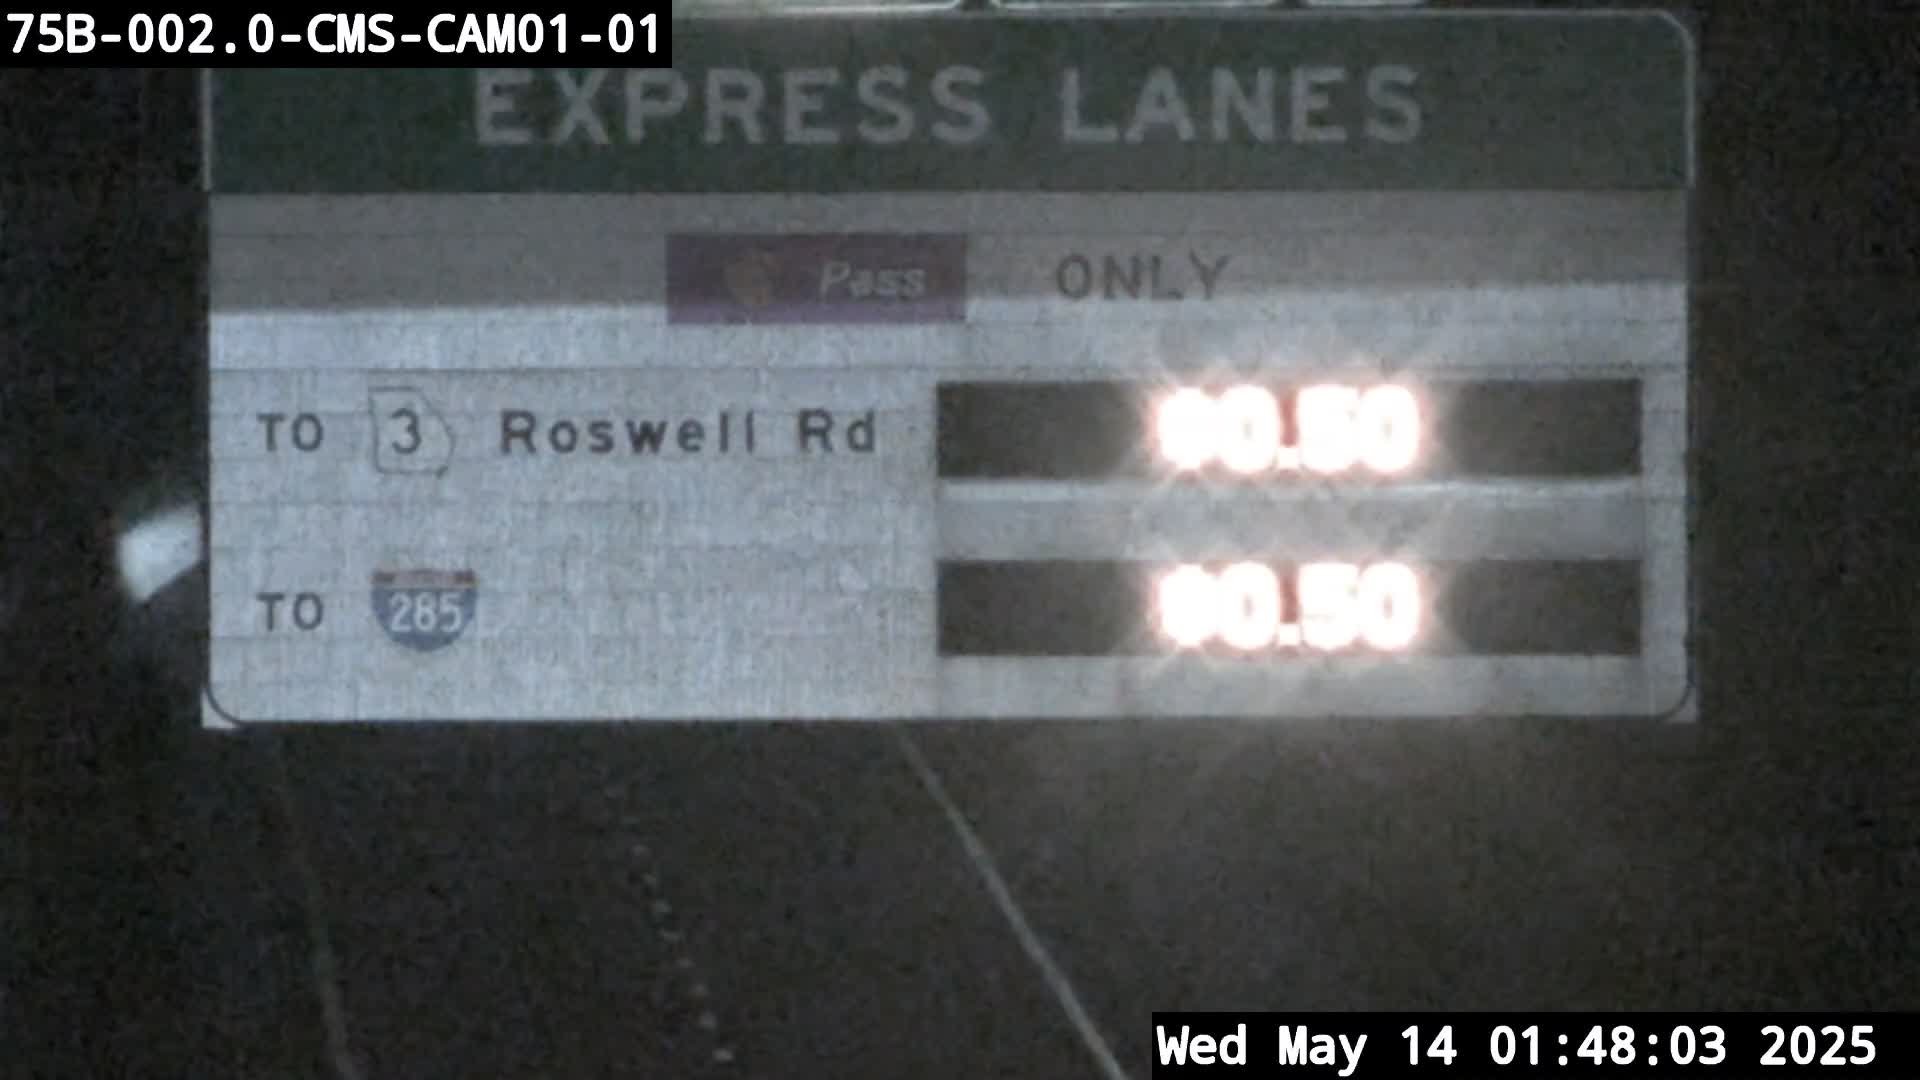 75B-002.0-CMS-CAM01-01
EXPRESS LANES
Pass ONLY
TO 3 Roswell Rd $0.50
TO 285 $0.50
Wed May 14 01:48:03 2025